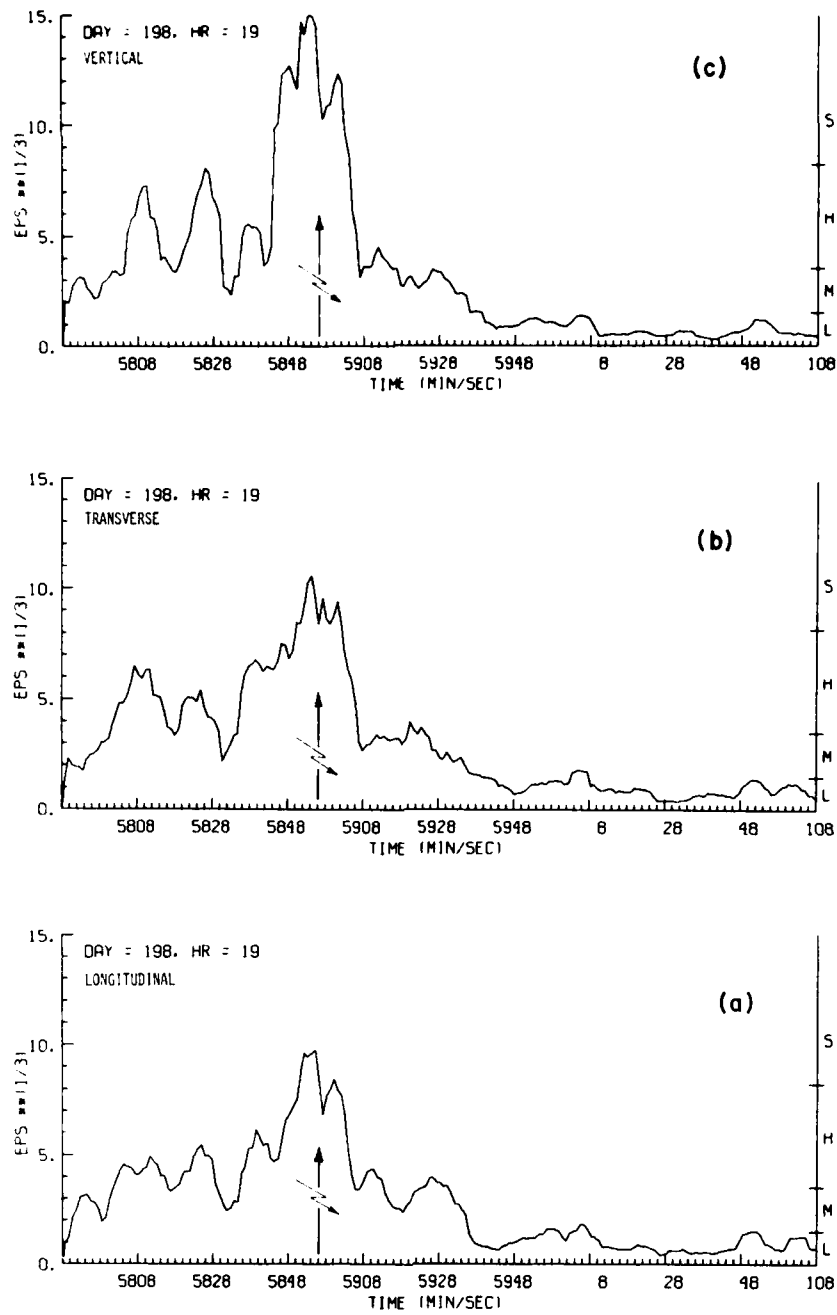 15.
DAY = 198. HR = 19
VERTICAL
(c)
S
10.
EPS **(1/3)
H
5.
M
L
0.
5808 5828 5848 5908 5928 5948 8 28 48 108
TIME (MIN/SEC)
15.
DAY = 198. HR = 19
TRANSVERSE
(b)
S
10.
EPS **(1/3)
H
5.
M
L
0.
5808 5828 5848 5908 5928 5948 8 28 48 108
TIME (MIN/SEC)
15.
DAY = 198. HR = 19
LONGITUDINAL
(a)
S
10.
EPS **(1/3)
H
5.
M
L
0.
5808 5828 5848 5908 5928 5948 8 28 48 108
TIME (MIN/SEC)